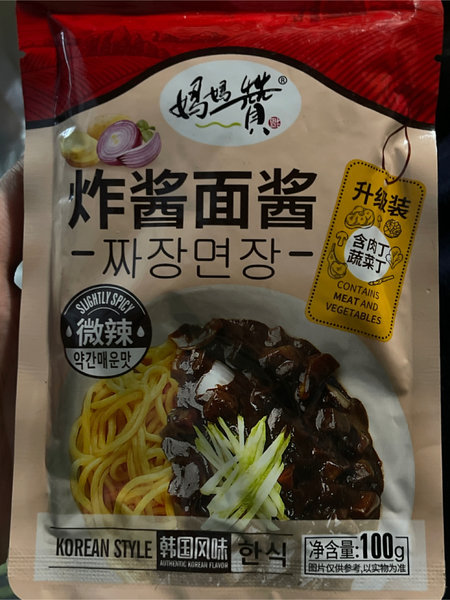 妈妈赞®
炸酱面酱
짜장면장
升级装
含肉丁
蔬菜丁
CONTAINS
MEAT AND
VEGETABLES
SLIGHTLY SPICY
微辣
약간매운맛
KOREAN STYLE
韩国风味
AUTHENTIC KOREAN FLAVOR
한식
净含量:100g
图片仅供参考,以实物为准